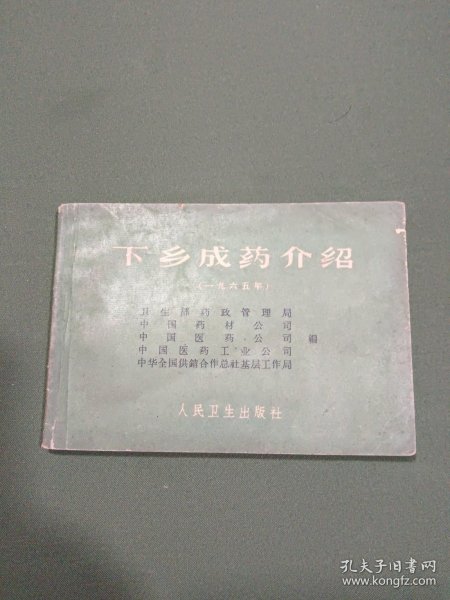 下乡成药介绍
(一九六五年)
卫生部药政管理局
中国药材公司
中国医药公司 编
中国医药工业公司
中华全国供銷合作总社基层工作局
人民卫生出版社
孔夫子旧书网
www.kongfz.com